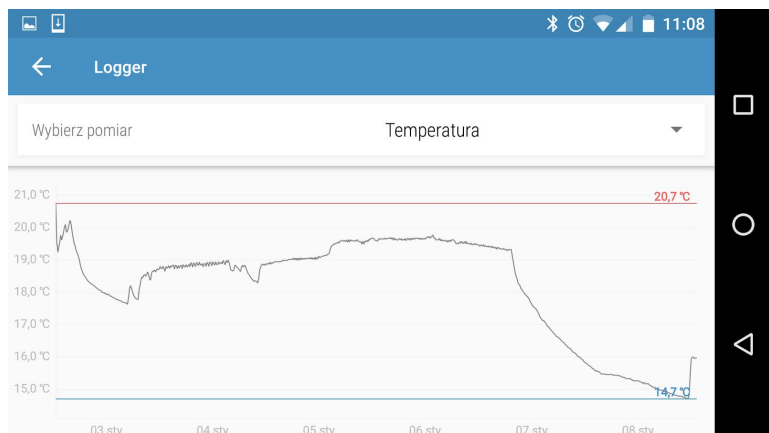 11:08
Logger
Wybierz pomiar Temperatura
21,0 °C
20,7 °C
20,0 °C
19,0 °C
18,0 °C
17,0 °C
16,0 °C
15,0 °C
14,7 °C
03 sty 04 sty 05 sty 06 sty 07 sty 08 sty